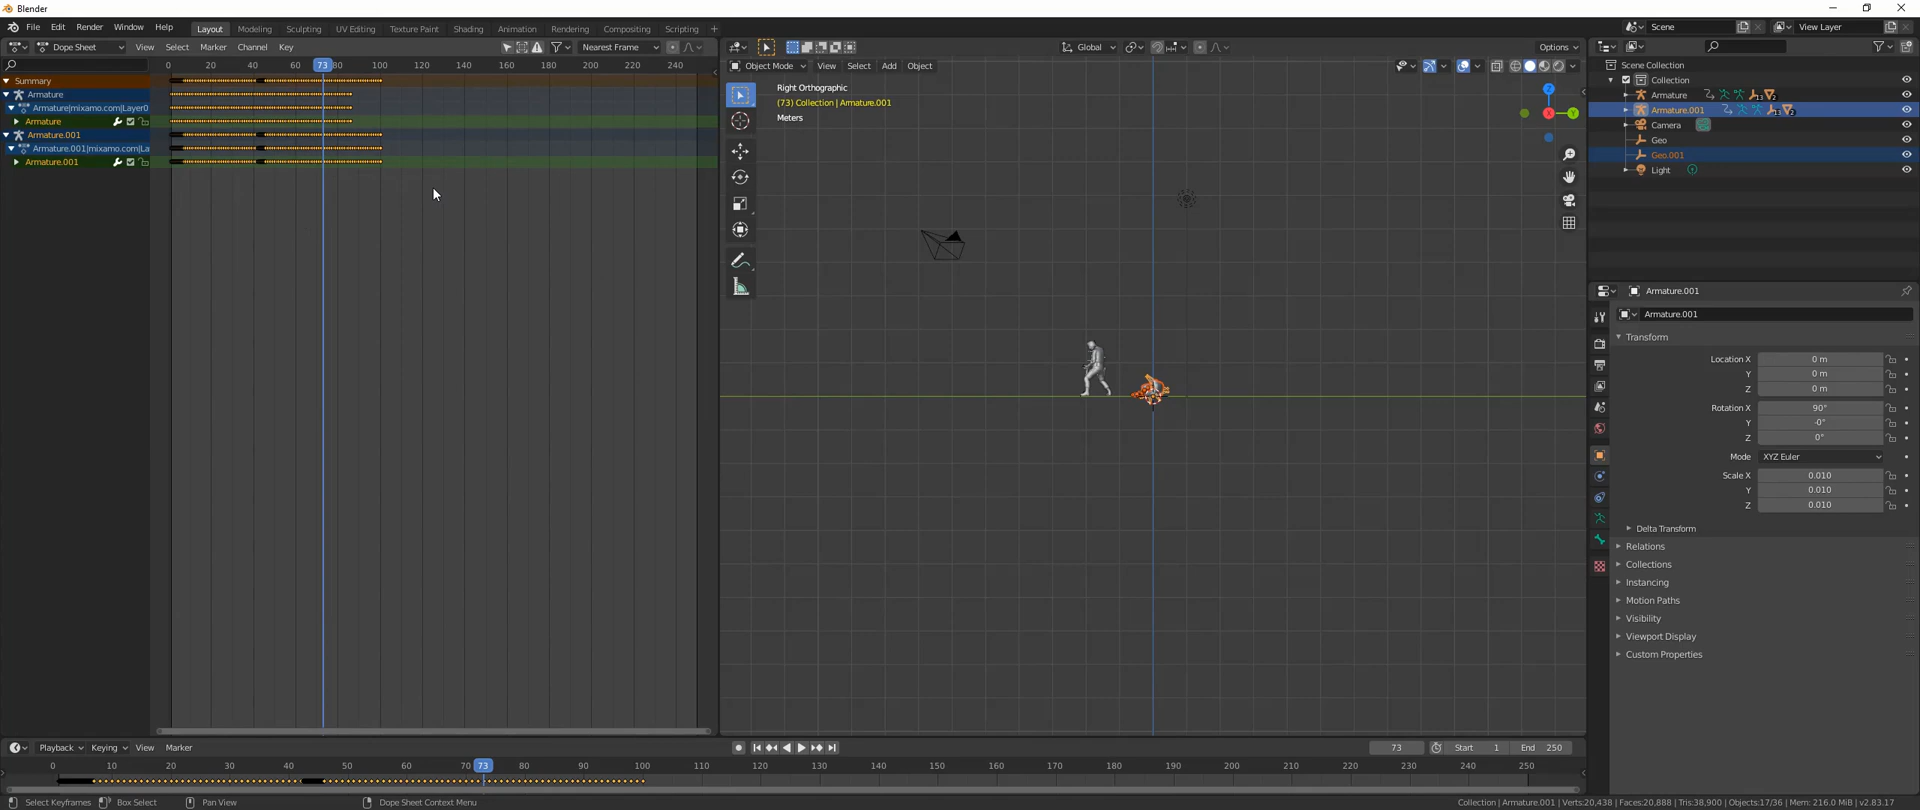 Blender
File Edit Render Window Help
Layout Modeling Sculpting UV Editing Texture Paint Shading Animation Rendering Compositing Scripting +
Scene
View Layer
Dope Sheet View Select Marker Channel Key
Nearest Frame
Global
Options
0 20 40 60 73 80 100 120 140 160 180 200 220 240
Object Mode View Select Add Object
Summary
Armature
Armature|mixamo.com|Layer0
Armature
Armature.001
Armature.001|mixamo.com|La
Armature.001
Right Orthographic
(73) Collection | Armature.001
Meters
Z
Y
X
Scene Collection
Collection
Armature
13
2
Armature.001
13
2
Camera
Geo
Geo.001
Light
Armature.001
Armature.001
Transform
Location X 0 m
Y 0 m
Z 0 m
Rotation X 90°
Y -0°
Z 0°
Mode XYZ Euler
Scale X 0.010
Y 0.010
Z 0.010
Delta Transform
Relations
Collections
Instancing
Motion Paths
Visibility
Viewport Display
Custom Properties
Playback Keying View Marker
73
Start 1
End 250
0 10 20 30 40 50 60 73 80 90 100 110 120 130 140 150 160 170 180 190 200 210 220 230 240 250
Select Keyframes Box Select Pan View Dope Sheet Context Menu
Collection | Armature.001 | Verts:20,438 | Faces:20,888 | Tris:38,900 | Objects:17/36 | Mem: 216.0 MiB | v2.83.17